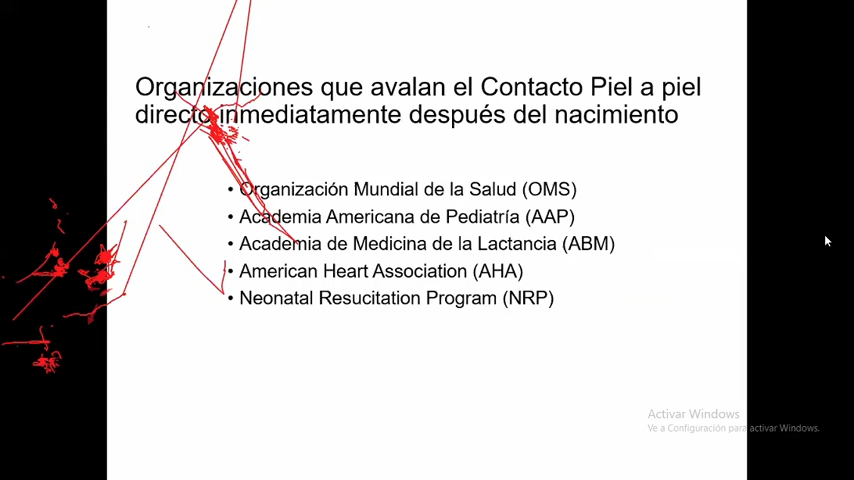 Organizaciones que avalan el Contacto Piel a piel
directo inmediatamente después del nacimiento
• Organización Mundial de la Salud (OMS)
• Academia Americana de Pediatría (AAP)
• Academia de Medicina de la Lactancia (ABM)
• American Heart Association (AHA)
• Neonatal Resucitation Program (NRP)
Activar Windows
Ve a Configuración para activar Windows.